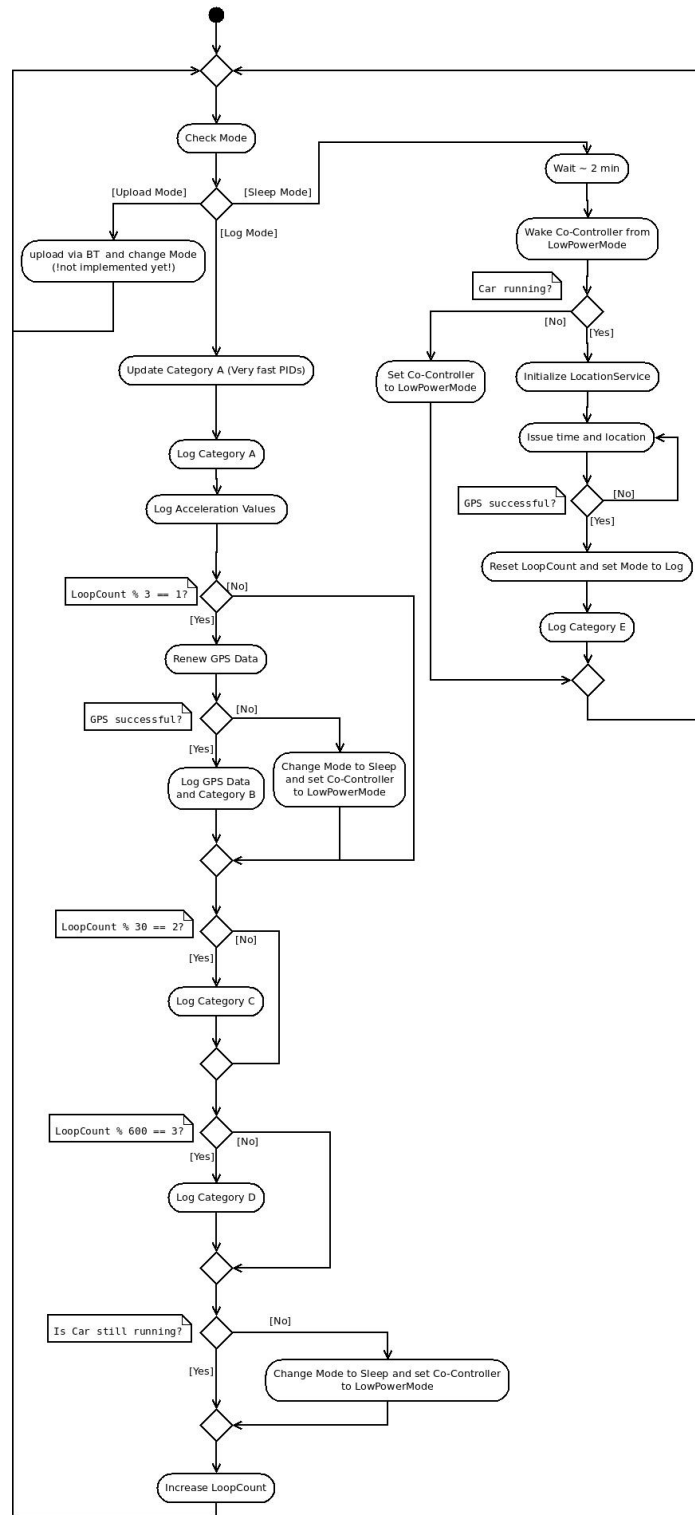 Check Mode
[Upload Mode]
[Sleep Mode]
[Log Mode]
upload via BT and change Mode
(!not implemented yet!)
Wait ~ 2 min
Wake Co-Controller from
LowPowerMode
Car running?
[No]
[Yes]
Set Co-Controller
to LowPowerMode
Initialize LocationService
Issue time and location
GPS successful?
[No]
[Yes]
Reset LoopCount and set Mode to Log
Log Category E
Update Category A (Very fast PIDs)
Log Category A
Log Acceleration Values
LoopCount % 3 == 1?
[No]
[Yes]
Renew GPS Data
GPS successful?
[No]
[Yes]
Log GPS Data
and Category B
Change Mode to Sleep
and set Co-Controller
to LowPowerMode
LoopCount % 30 == 2?
[No]
[Yes]
Log Category C
LoopCount % 600 == 3?
[No]
[Yes]
Log Category D
Is Car still running?
[No]
[Yes]
Change Mode to Sleep and set Co-Controller
to LowPowerMode
Increase LoopCount